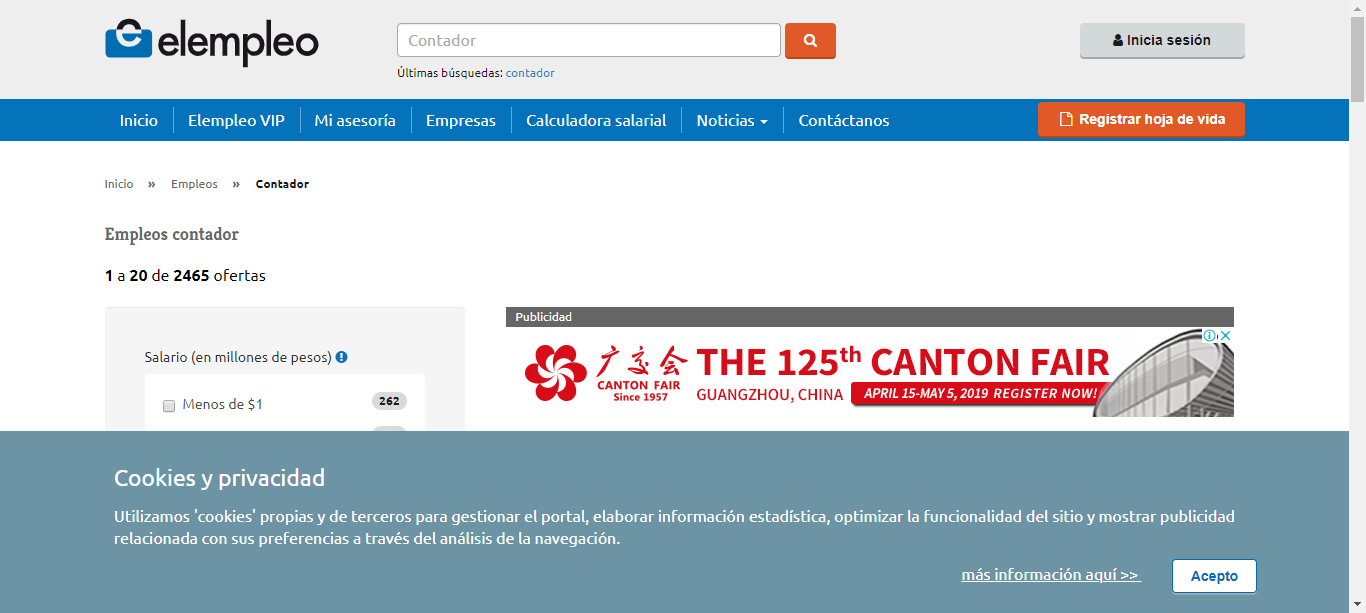 elempleo
Contador
Últimas búsquedas: contador
Inicia sesión
Inicio
Elempleo VIP
Mi asesoría
Empresas
Calculadora salarial
Noticias
Contáctanos
Registrar hoja de vida
Inicio » Empleos » Contador
Empleos contador
1 a 20 de 2465 ofertas
Salario (en millones de pesos)
Menos de $1 262
Publicidad
广交会
CANTON FAIR
Since 1957
THE 125th CANTON FAIR
GUANGZHOU, CHINA
APRIL 15-MAY 5, 2019 REGISTER NOW!
Cookies y privacidad
Utilizamos 'cookies' propias y de terceros para gestionar el portal, elaborar información estadística, optimizar la funcionalidad del sitio y mostrar publicidad
relacionada con sus preferencias a través del análisis de la navegación.
más información aquí >>
Acepto